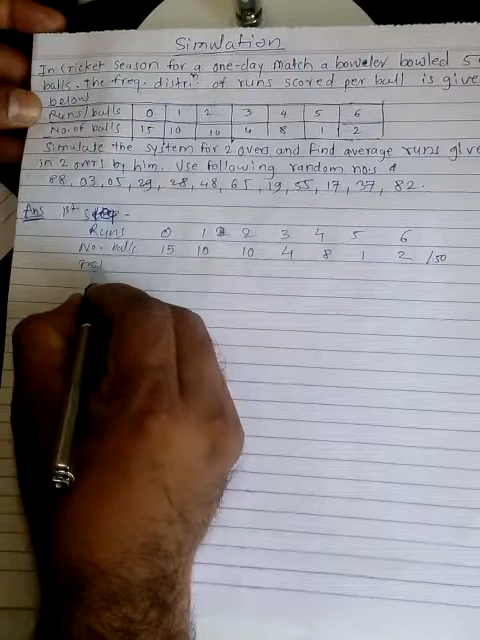 Simulation
In Cricket season for a one-day match a bowler bowled 5
balls. The freq. distri.n of runs scored per ball is give
below
Runs/balls 0 1 2 3 4 5 6
No. of balls 15 10 10 4 8 1 2
Simulate the system for 2 overs and find average runs give
in 2 overs by him. Use following random nos
88, 03, 05, 29, 28, 48, 65, 19, 55, 17, 37, 82.
Ans 1st step -
Runs 0 1 2 3 4 5 6
No. balls 15 10 10 4 8 1 2 /50
Pro